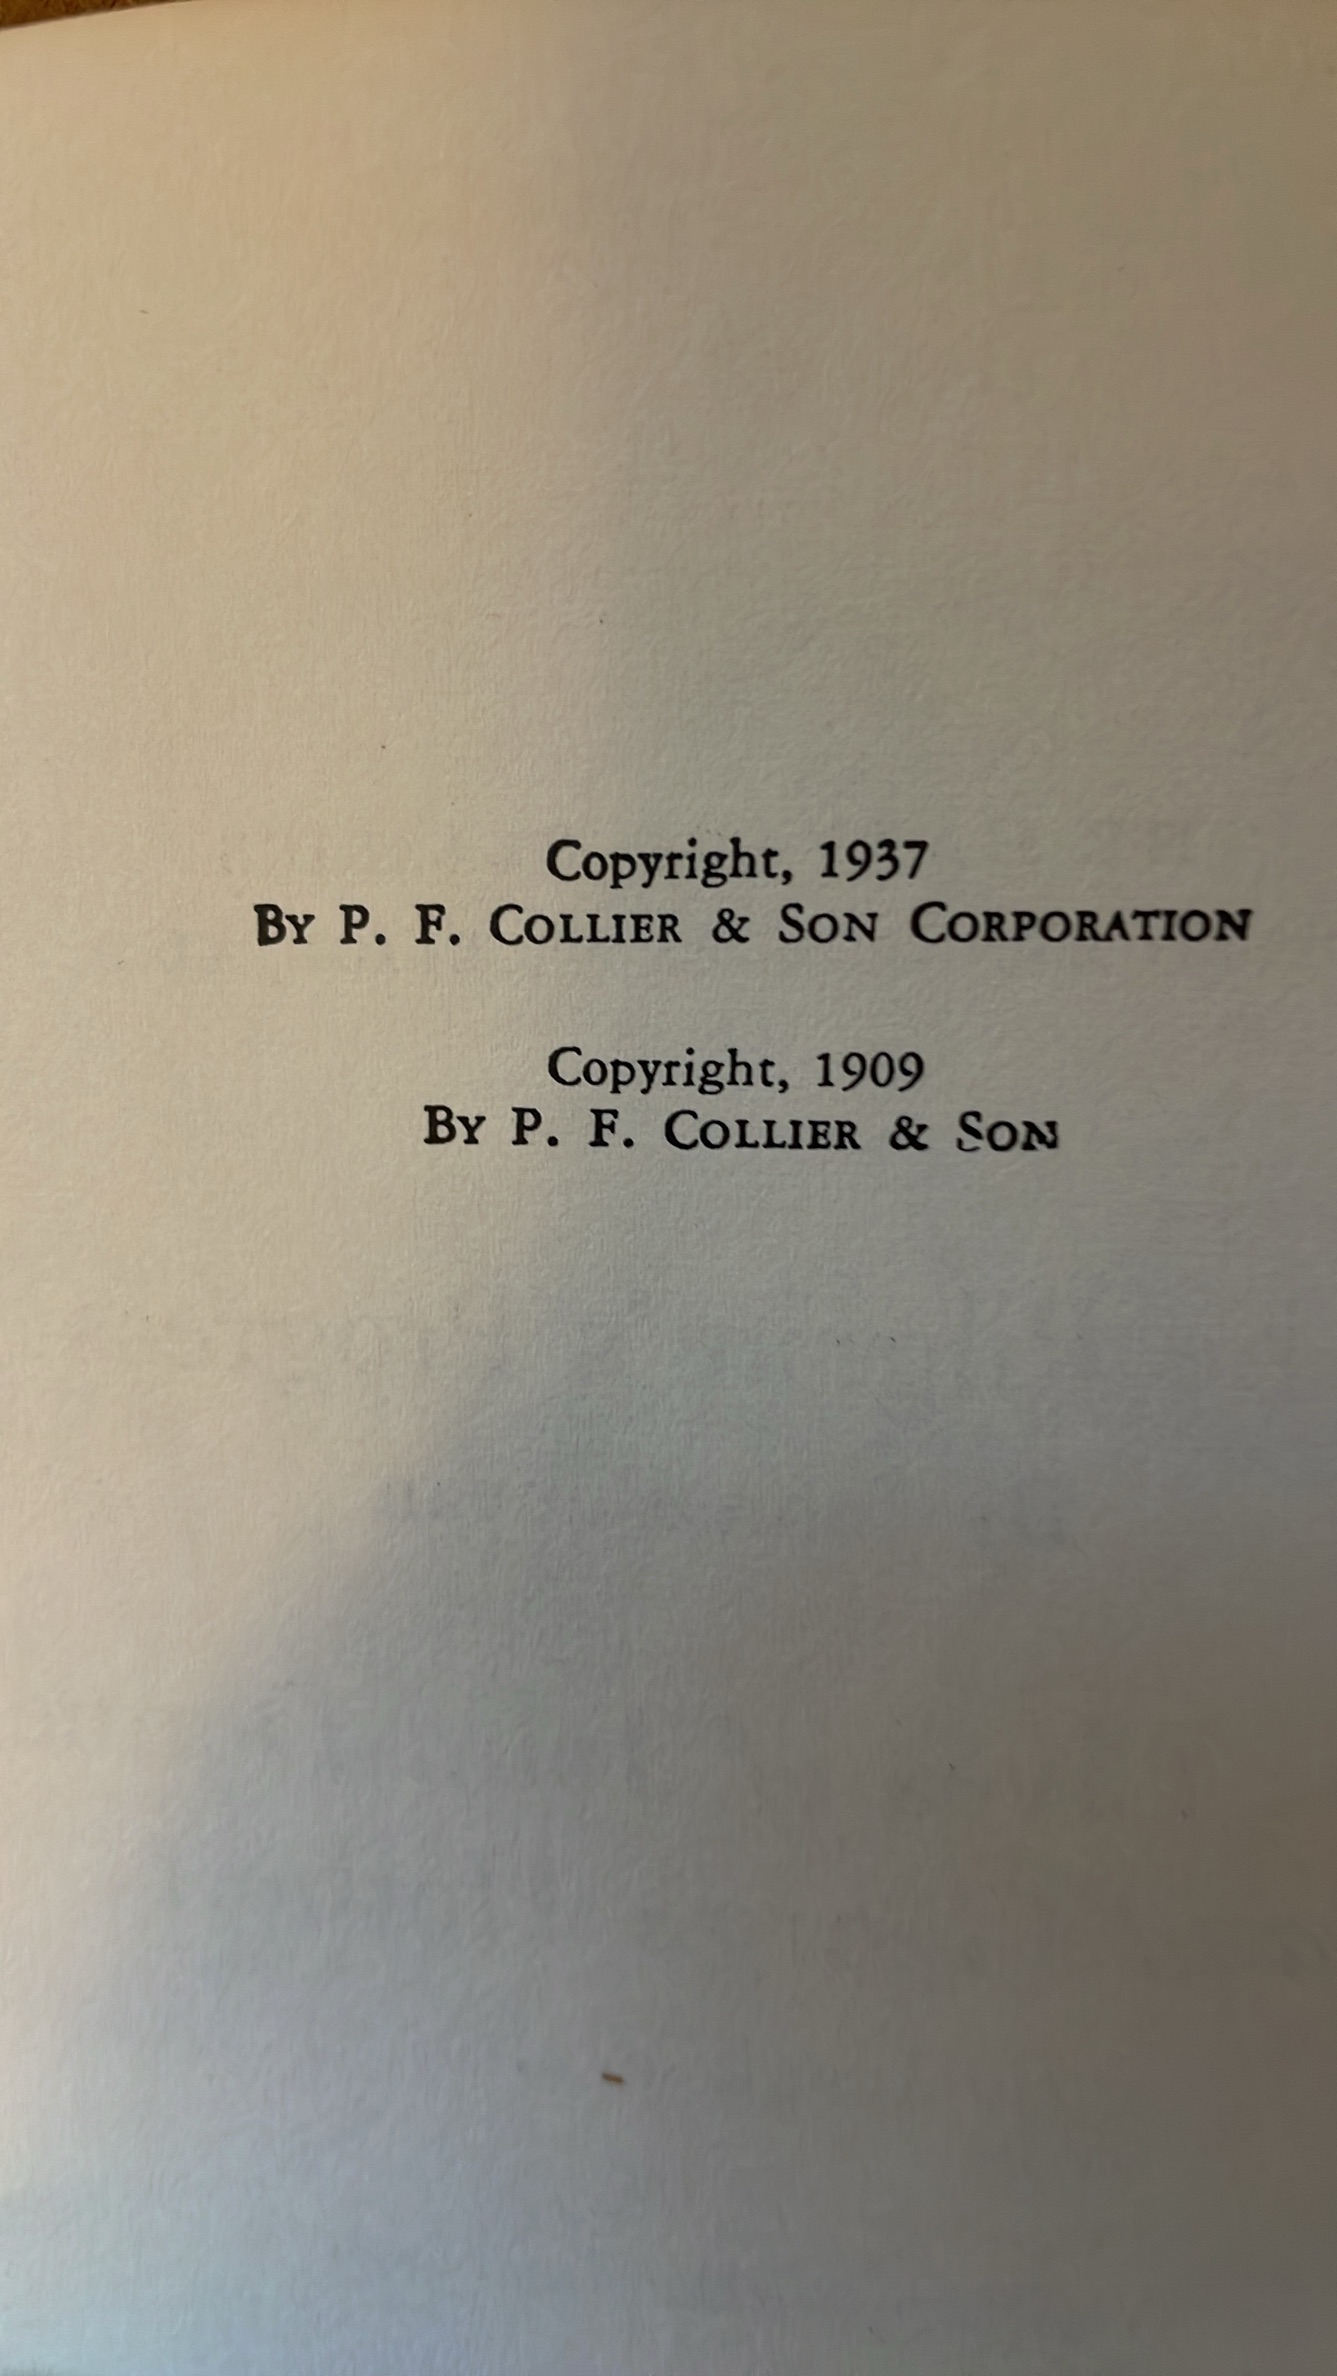 Copyright, 1937
By P. F. Collier & Son Corporation
Copyright, 1909
By P. F. Collier & Son